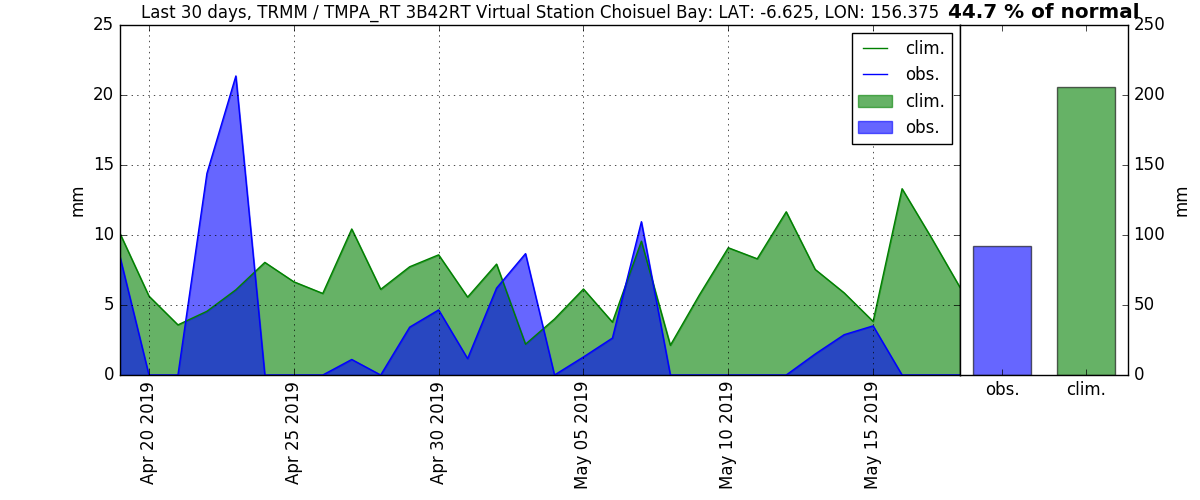 Last 30 days, TRMM / TMPA_RT 3B42RT Virtual Station Choisuel Bay: LAT: -6.625, LON: 156.375
44.7 % of normal
clim.
obs.
clim.
obs.
25
20
15
10
5
0
mm
Apr 20 2019
Apr 25 2019
Apr 30 2019
May 05 2019
May 10 2019
May 15 2019
250
200
150
100
50
0
mm
obs.
clim.